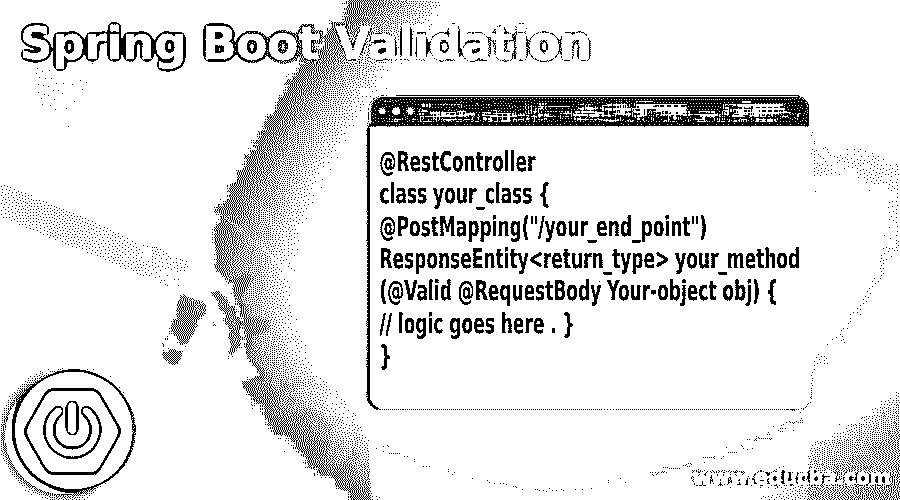 Spring Boot Validation
@RestController
class your_class {
@PostMapping("/your_end_point")
ResponseEntity<return_type> your_method
(@Valid @RequestBody Your-object obj) {
// logic goes here . }
}
www.educba.com